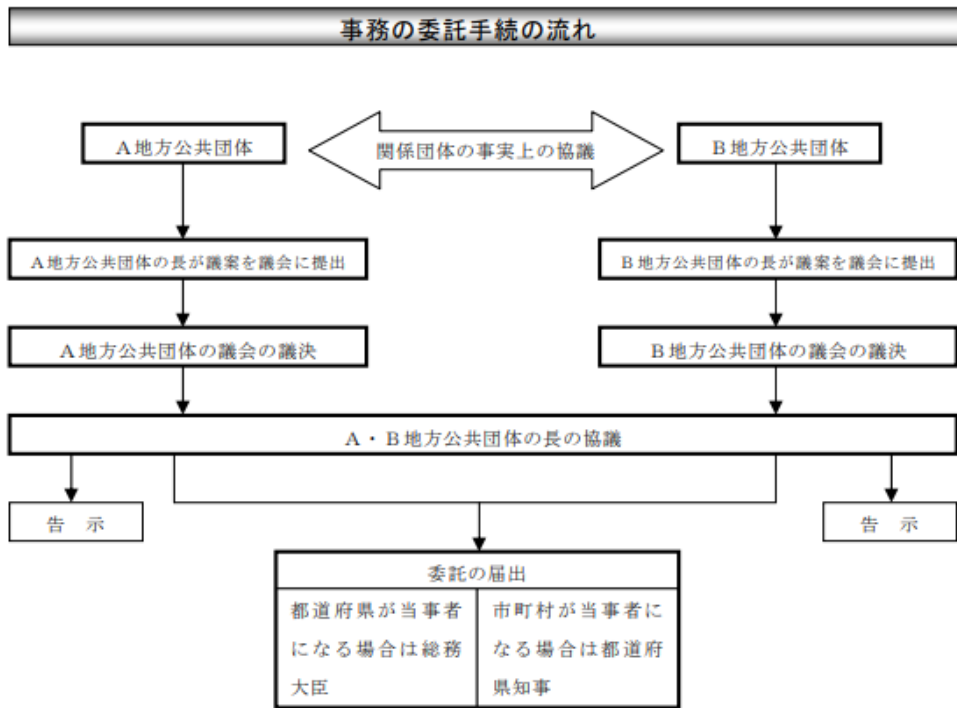 事務の委託手続の流れ
A地方公共団体
関係団体の事実上の協議
B地方公共団体
A地方公共団体の長が議案を議会に提出
B地方公共団体の長が議案を議会に提出
A地方公共団体の議会の議決
B地方公共団体の議会の議決
A・B地方公共団体の長の協議
告 示
告 示
委託の届出
都道府県が当事者
になる場合は総務
大臣
市町村が当事者に
なる場合は都道府
県知事